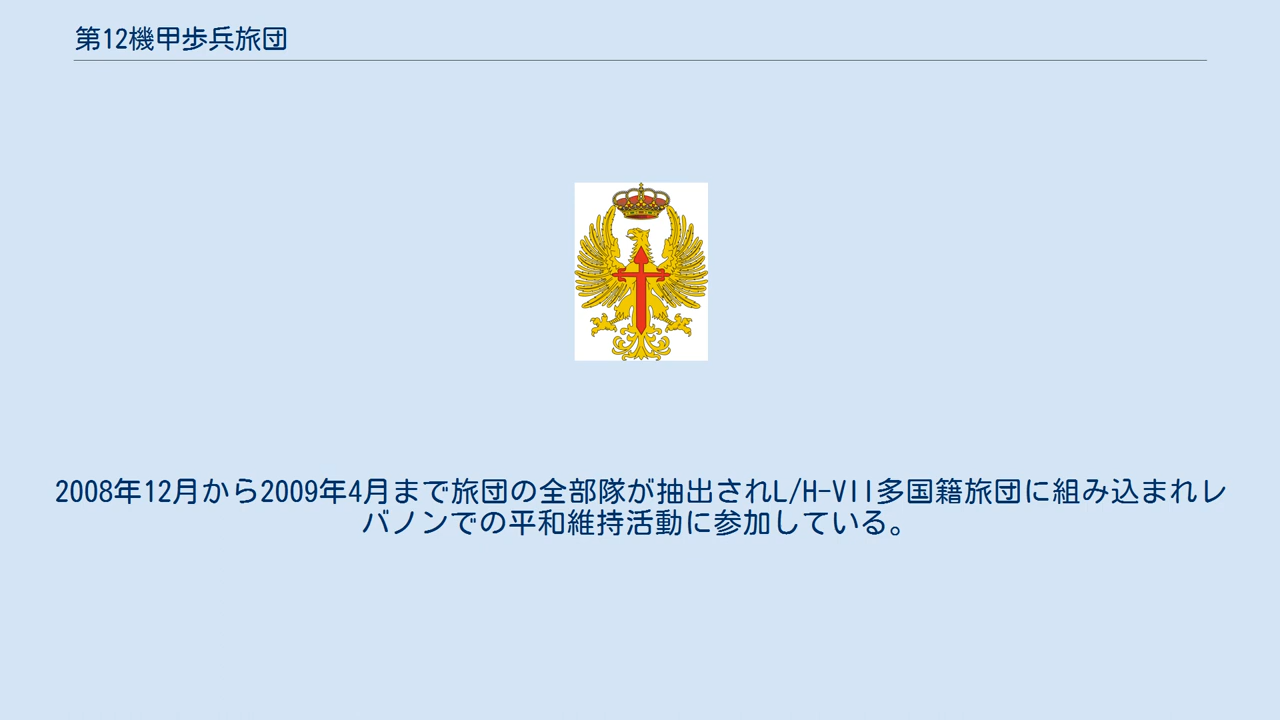 第12機甲歩兵旅団
2008年12月から2009年4月まで旅団の全部隊が抽出されL/H-VII多国籍旅団に組み込まれレ
バノンでの平和維持活動に参加している。